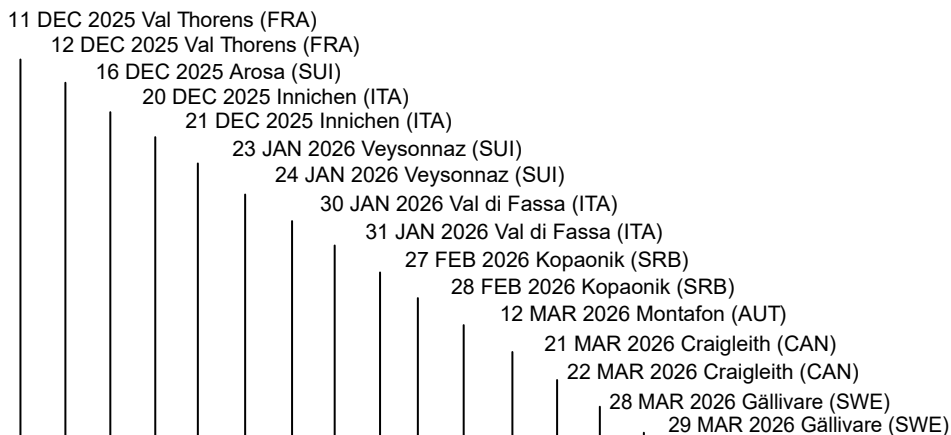 11 DEC 2025 Val Thorens (FRA)
12 DEC 2025 Val Thorens (FRA)
16 DEC 2025 Arosa (SUI)
20 DEC 2025 Innichen (ITA)
21 DEC 2025 Innichen (ITA)
23 JAN 2026 Veysonnaz (SUI)
24 JAN 2026 Veysonnaz (SUI)
30 JAN 2026 Val di Fassa (ITA)
31 JAN 2026 Val di Fassa (ITA)
27 FEB 2026 Kopaonik (SRB)
28 FEB 2026 Kopaonik (SRB)
12 MAR 2026 Montafon (AUT)
21 MAR 2026 Craigleith (CAN)
22 MAR 2026 Craigleith (CAN)
28 MAR 2026 Gällivare (SWE)
29 MAR 2026 Gällivare (SWE)